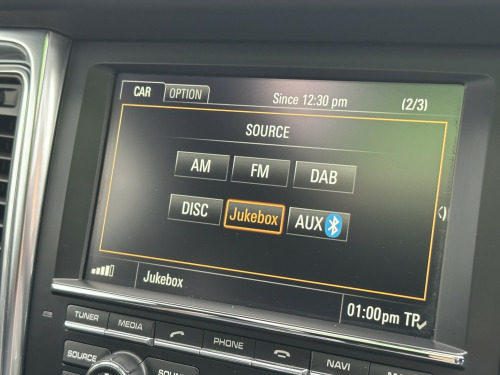 CAR OPTION Since 12:30 pm (2/3)
SOURCE
AM FM DAB
DISC Jukebox AUX
Jukebox
01:00pm TP
TUNER MEDIA PHONE NAVI
SOURCE SOUND